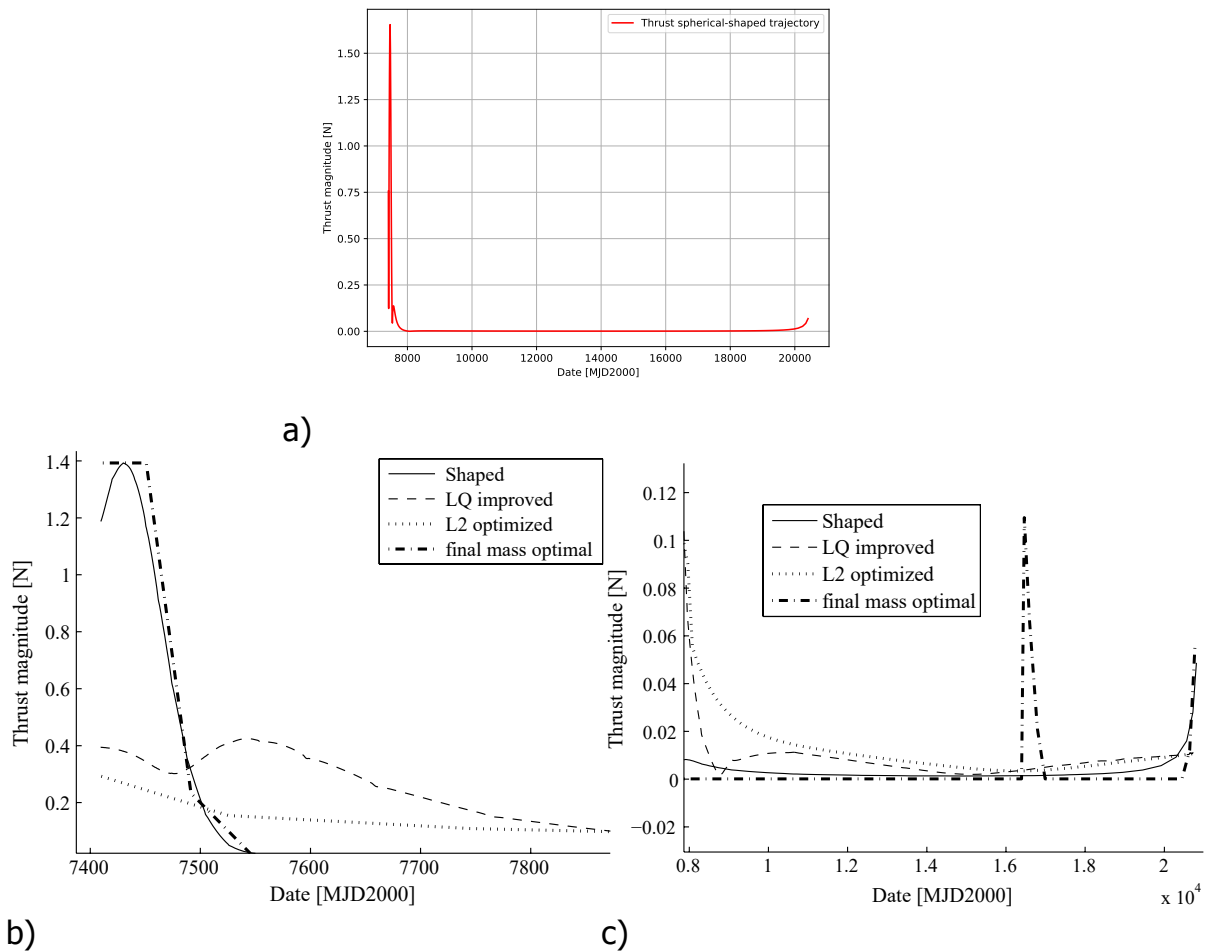 Thrust spherical-shaped trajectory
1.50
1.25
1.00
0.75
0.50
0.25
0.00
Thrust magnitude [N]
8000 10000 12000 14000 16000 18000 20000
Date [MJD2000]
a)
1.4
1.2
1
0.8
0.6
0.4
0.2
Thrust magnitude [N]
Shaped
LQ improved
L2 optimized
final mass optimal
7400 7500 7600 7700 7800
Date [MJD2000]
b)
0.12
0.1
0.08
0.06
0.04
0.02
0
−0.02
Thrust magnitude [N]
Shaped
LQ improved
L2 optimized
final mass optimal
0.8 1 1.2 1.4 1.6 1.8 2
Date [MJD2000]
x 10^4
c)